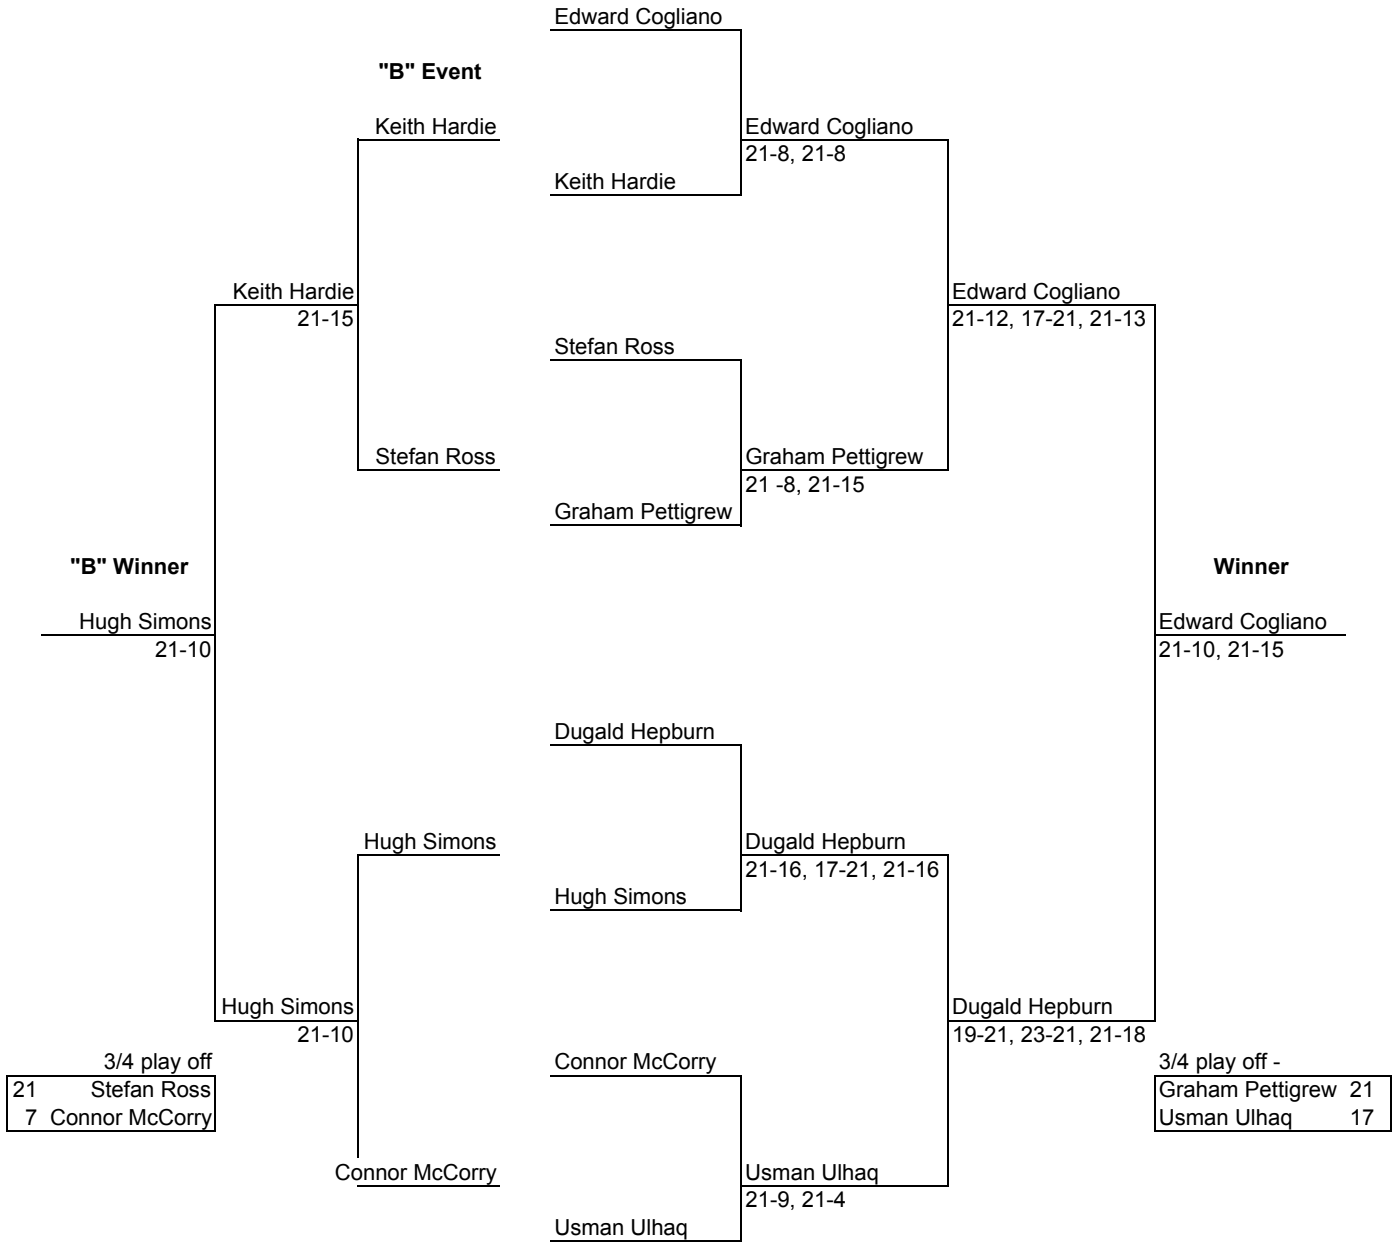 Edward Cogliano
"B" Event
Keith Hardie
Edward Cogliano
21-8, 21-8
Keith Hardie
Keith Hardie
21-15
Edward Cogliano
21-12, 17-21, 21-13
Stefan Ross
Stefan Ross
Graham Pettigrew
21 -8, 21-15
Graham Pettigrew
"B" Winner
Winner
Hugh Simons
21-10
Edward Cogliano
21-10, 21-15
Dugald Hepburn
Hugh Simons
Dugald Hepburn
21-16, 17-21, 21-16
Hugh Simons
Hugh Simons
21-10
Dugald Hepburn
19-21, 23-21, 21-18
3/4 play off
21 Stefan Ross
7 Connor McCorry
Connor McCorry
3/4 play off -
Graham Pettigrew 21
Usman Ulhaq 17
Connor McCorry
Usman Ulhaq
21-9, 21-4
Usman Ulhaq